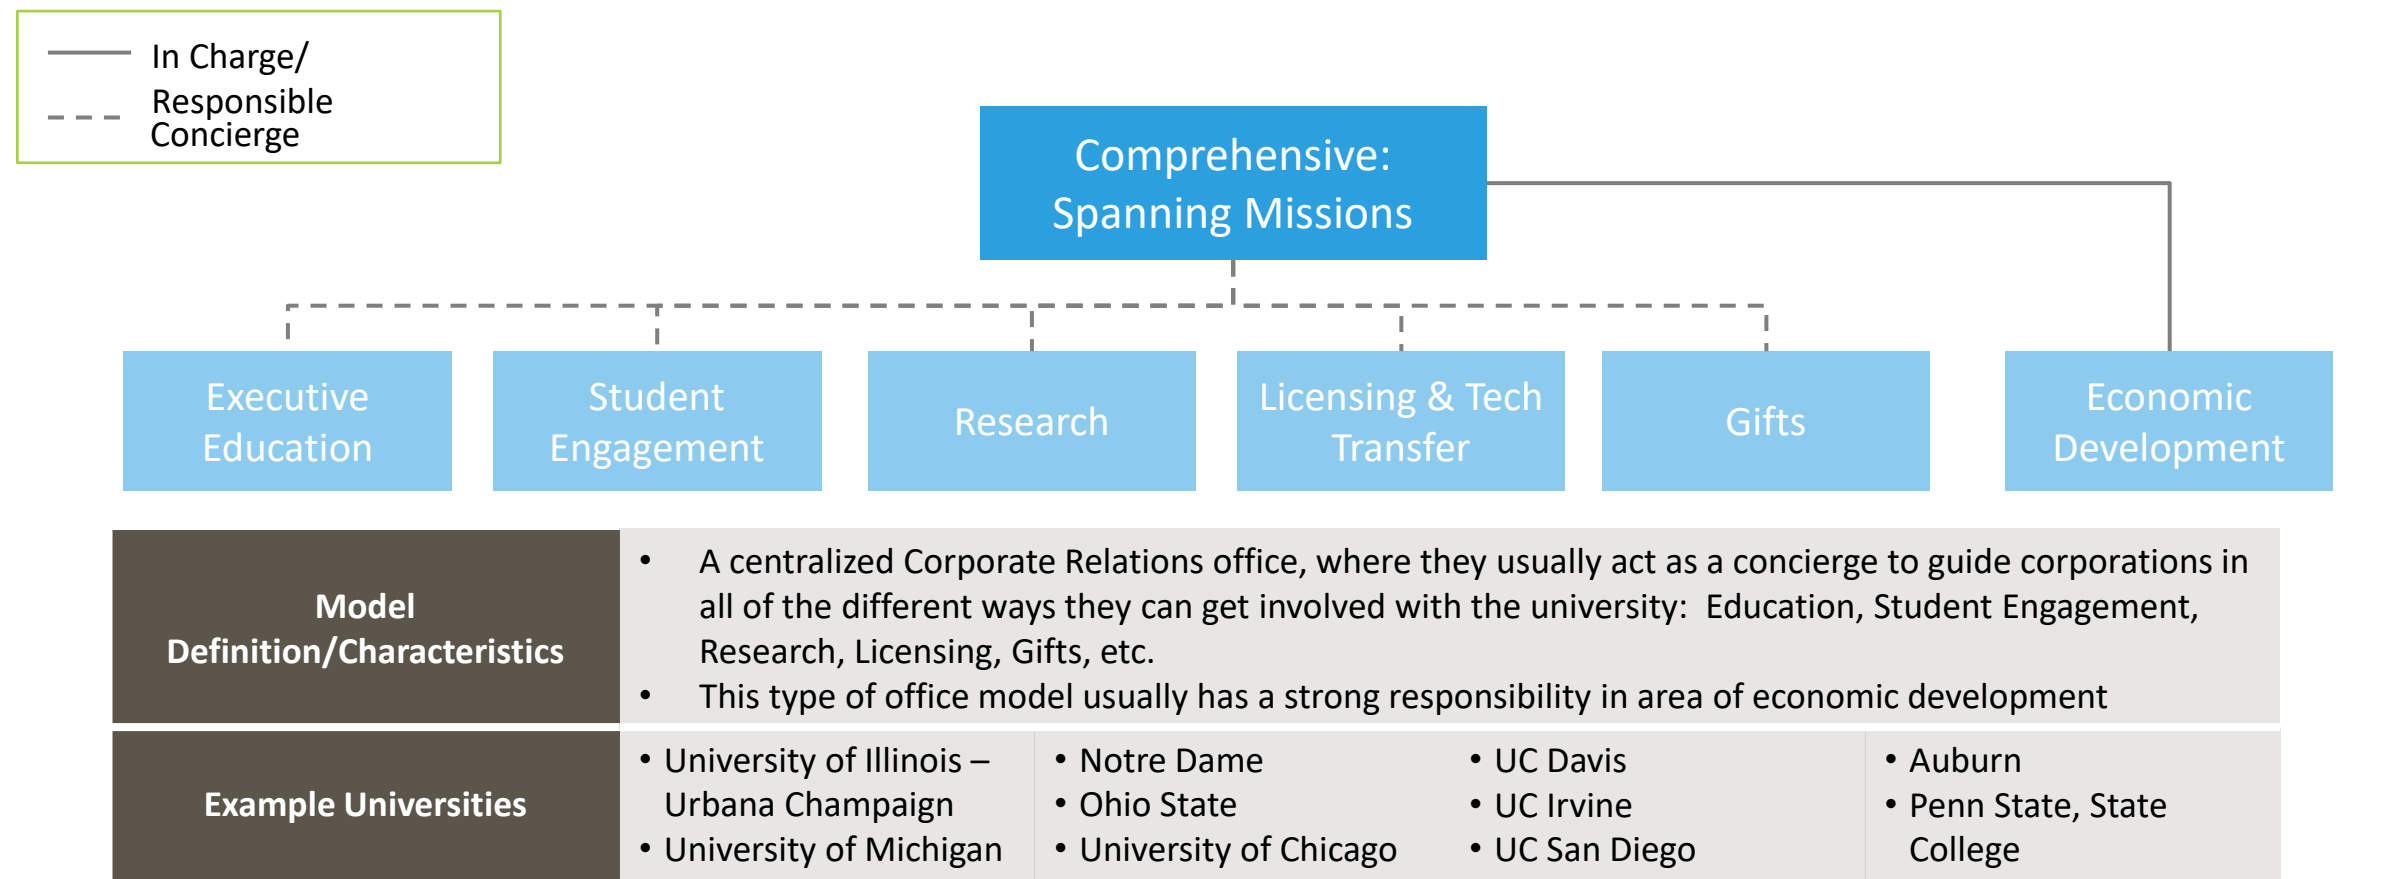 In Charge/
Responsible
Concierge
Comprehensive:
Spanning Missions
Executive
Education
Student
Engagement
Research
Licensing & Tech
Transfer
Gifts
Economic
Development
Model
Definition/Characteristics
• A centralized Corporate Relations office, where they usually act as a concierge to guide corporations in
all of the different ways they can get involved with the university:  Education, Student Engagement,
Research, Licensing, Gifts, etc.
• This type of office model usually has a strong responsibility in area of economic development
Example Universities
• University of Illinois –
Urbana Champaign
• University of Michigan
• Notre Dame
• Ohio State
• University of Chicago
• UC Davis
• UC Irvine
• UC San Diego
• Auburn
• Penn State, State
College